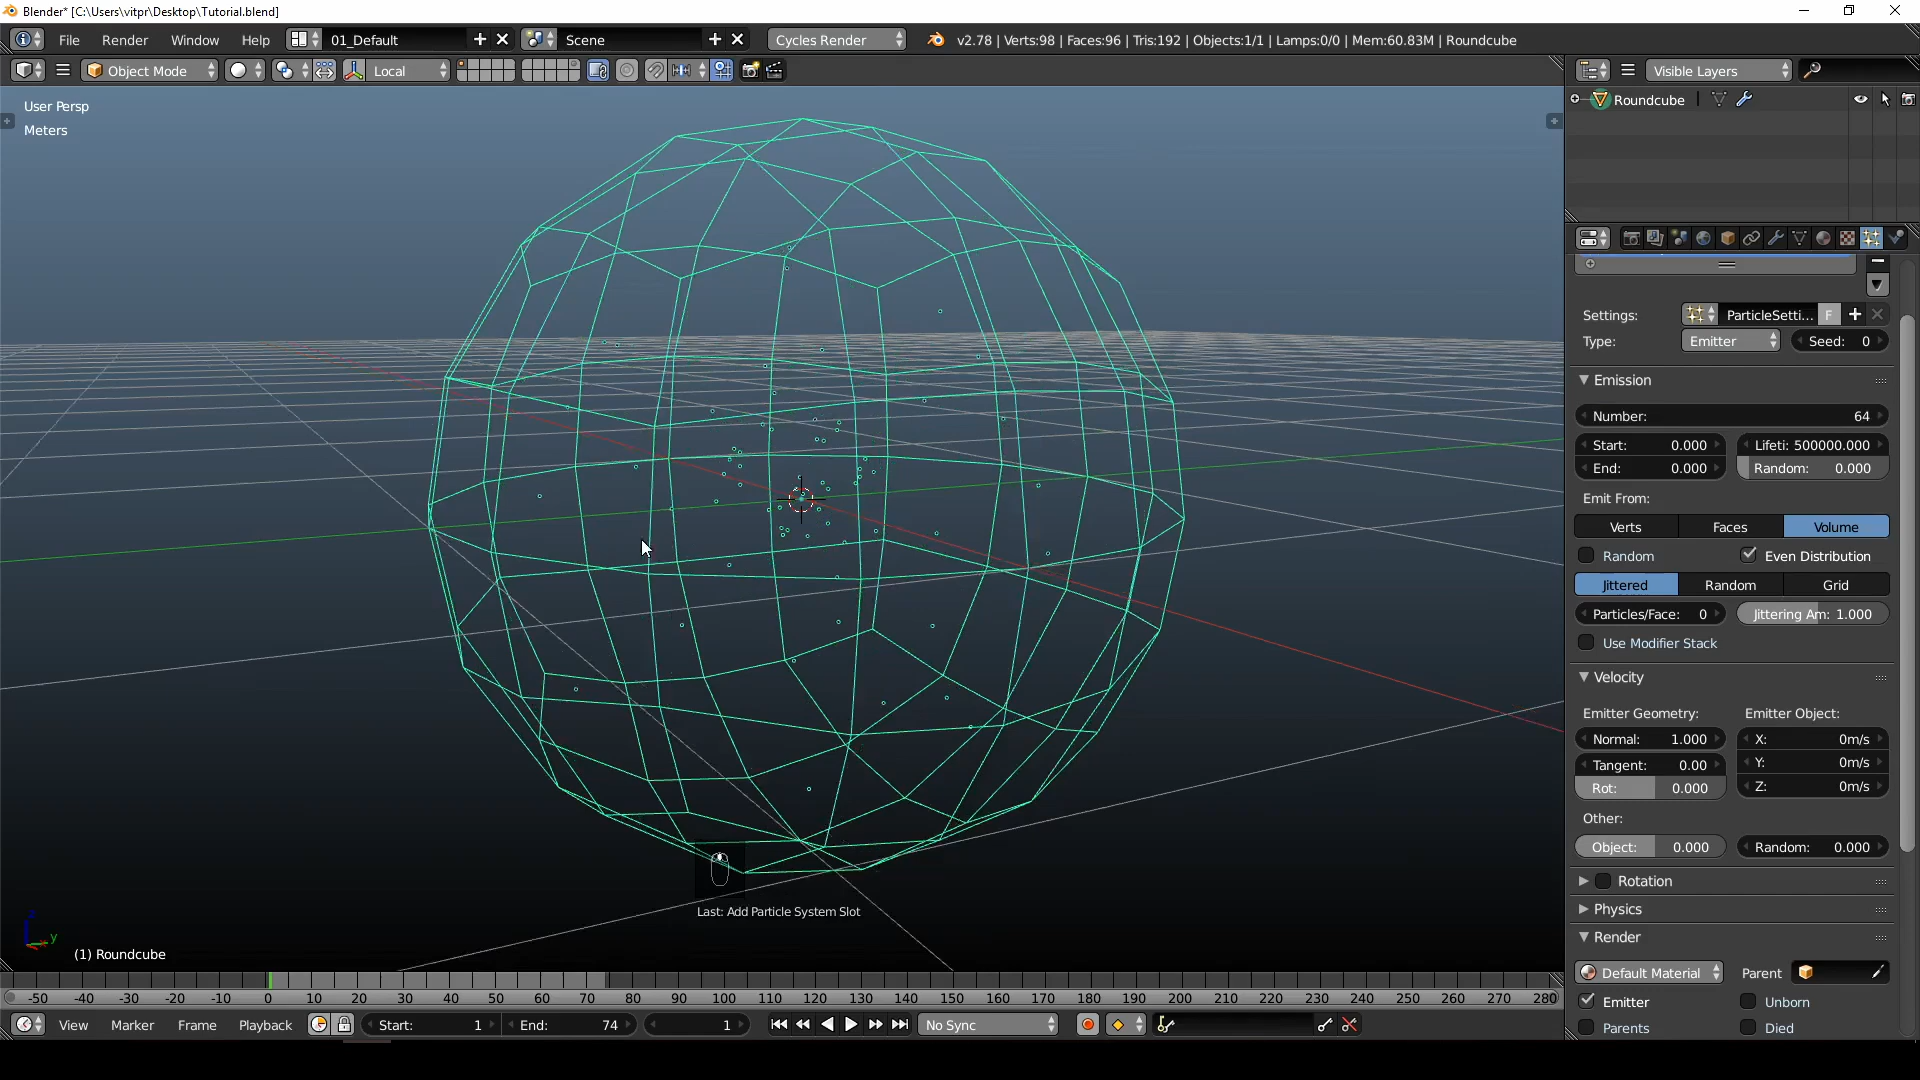 Blender* [C:\Users\vitpr\Desktop\Tutorial.blend]
File Render Window Help 01_Default Scene Cycles Render v2.78 | Verts:98 | Faces:96 | Tris:192 | Objects:1/1 | Lamps:0/0 | Mem:60.83M | Roundcube
Object Mode Local Visible Layers
User Persp
Meters
Roundcube
Settings: ParticleSetti... F
Type: Emitter Seed: 0
Emission
Number: 64
Start: 0.000 Lifeti: 500000.000
End: 0.000 Random: 0.000
Emit From:
Verts Faces Volume
Random Even Distribution
Jittered Random Grid
Particles/Face: 0 Jittering Am: 1.000
Use Modifier Stack
Velocity
Emitter Geometry: Emitter Object:
Normal: 1.000 X: 0m/s
Tangent: 0.00 Y: 0m/s
Rot: 0.000 Z: 0m/s
Other:
Object: 0.000 Random: 0.000
Rotation
Physics
Render
Default Material Parent
Emitter Unborn
Parents Died
Last: Add Particle System Slot
z
y
(1) Roundcube
-50 -40 -30 -20 -10 0 10 20 30 40 50 60 70 80 90 100 110 120 130 140 150 160 170 180 190 200 210 220 230 240 250 260 270 280
View Marker Frame Playback Start: 1 End: 74 1 No Sync